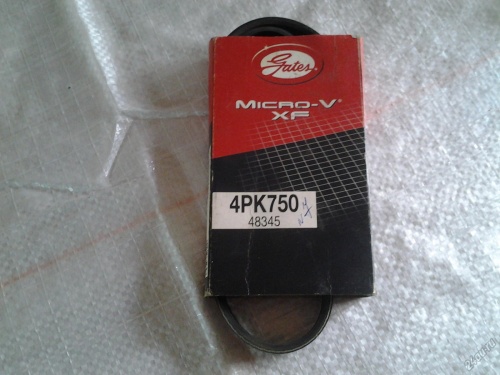 Gates
MICRO-V®
XF
4PK750
48345